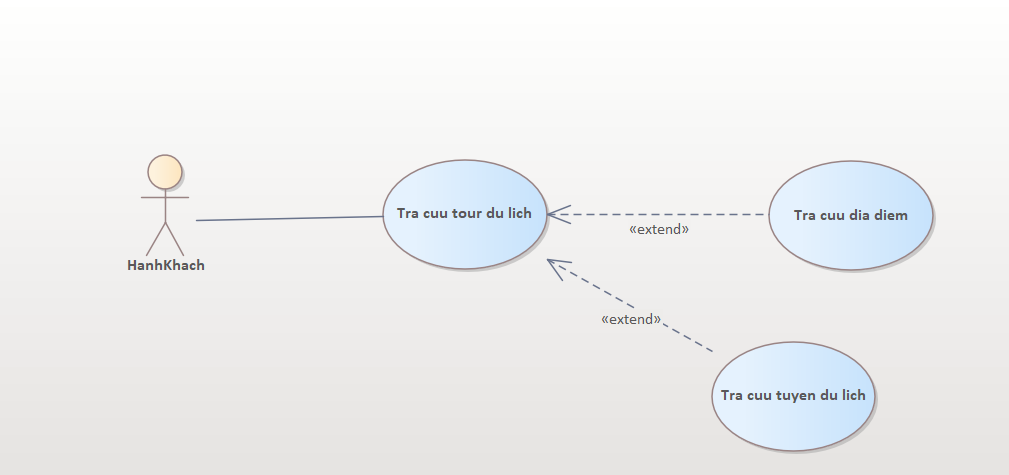 HanhKhach
Tra cuu tour du lich
«extend»
Tra cuu dia diem
«extend»
Tra cuu tuyen du lich